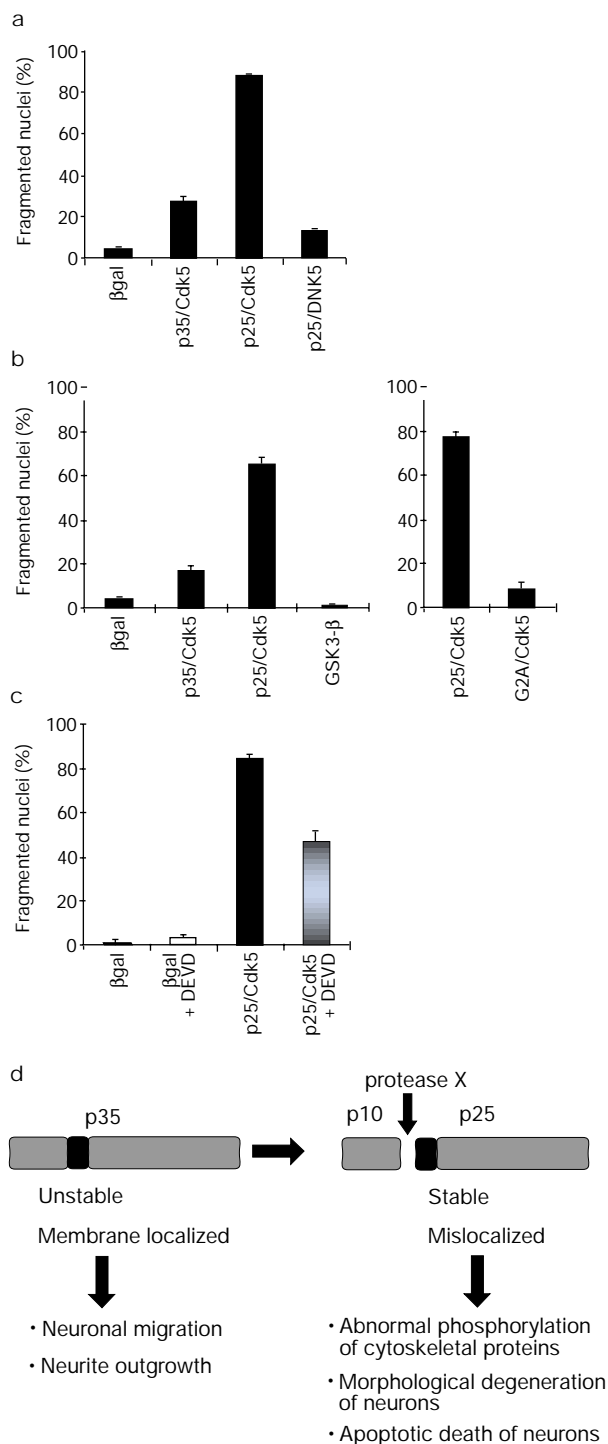 a
Fragmented nuclei (%)
100
80
60
40
20
0
βgal
p35/Cdk5
p25/Cdk5
p25/DNK5
b
Fragmented nuclei (%)
100
80
60
40
20
0
βgal
p35/Cdk5
p25/Cdk5
GSK3-β
100
80
60
40
20
0
p25/Cdk5
G2A/Cdk5
c
Fragmented nuclei (%)
100
80
60
40
20
0
βgal
βgal
+ DEVD
p25/Cdk5
p25/Cdk5
+ DEVD
d
protease X
p35
p10
p25
Unstable
Stable
Membrane localized
Mislocalized
· Neuronal migration
· Neurite outgrowth
· Abnormal phosphorylation
of cytoskeletal proteins
· Morphological degeneration
of neurons
· Apoptotic death of neurons